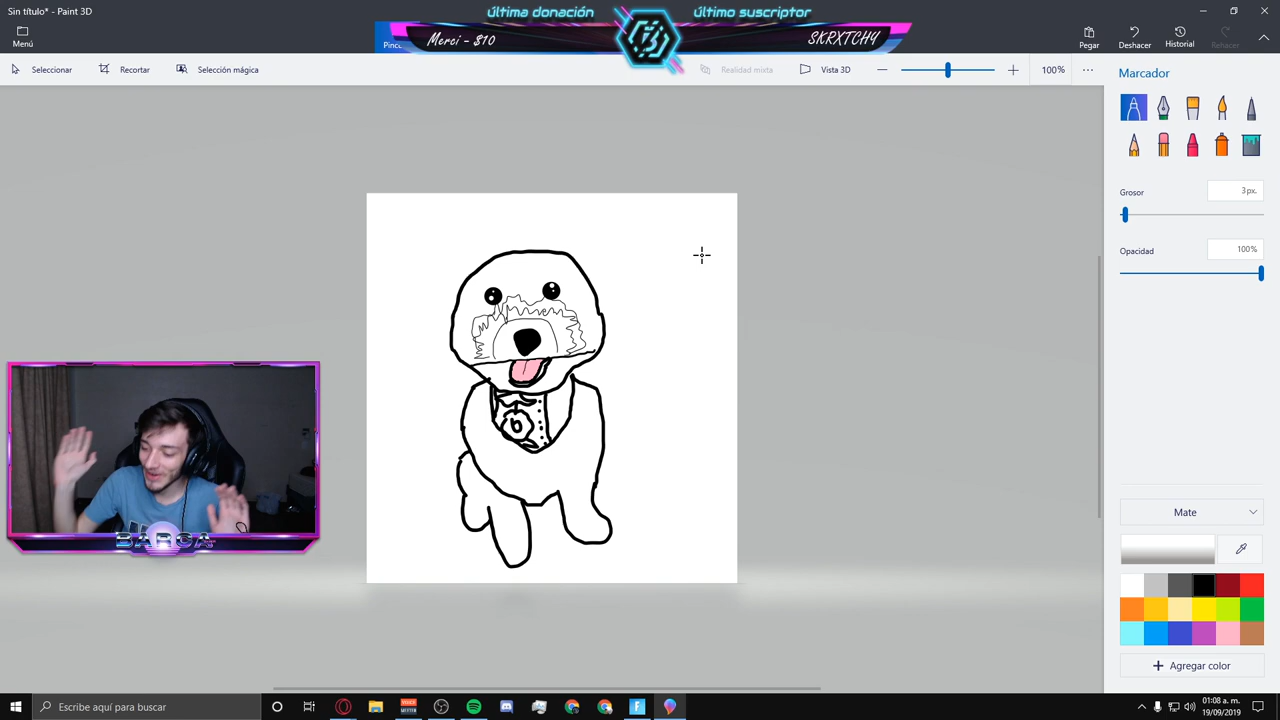 Sin título* - Paint 3D
última donación
último suscriptor
Menú
Merci - $10
SKRXTCHY
Pegar
Deshacer
Historial
Rehacer
Seleccionar
Recortar
Selección mágica
Realidad mixta
Vista 3D
100%
Marcador
Grosor
3px.
Opacidad
100%
b
BARCA
Mate
Agregar color
Escribe aquí para buscar
01:08 a. m.
19/09/2019